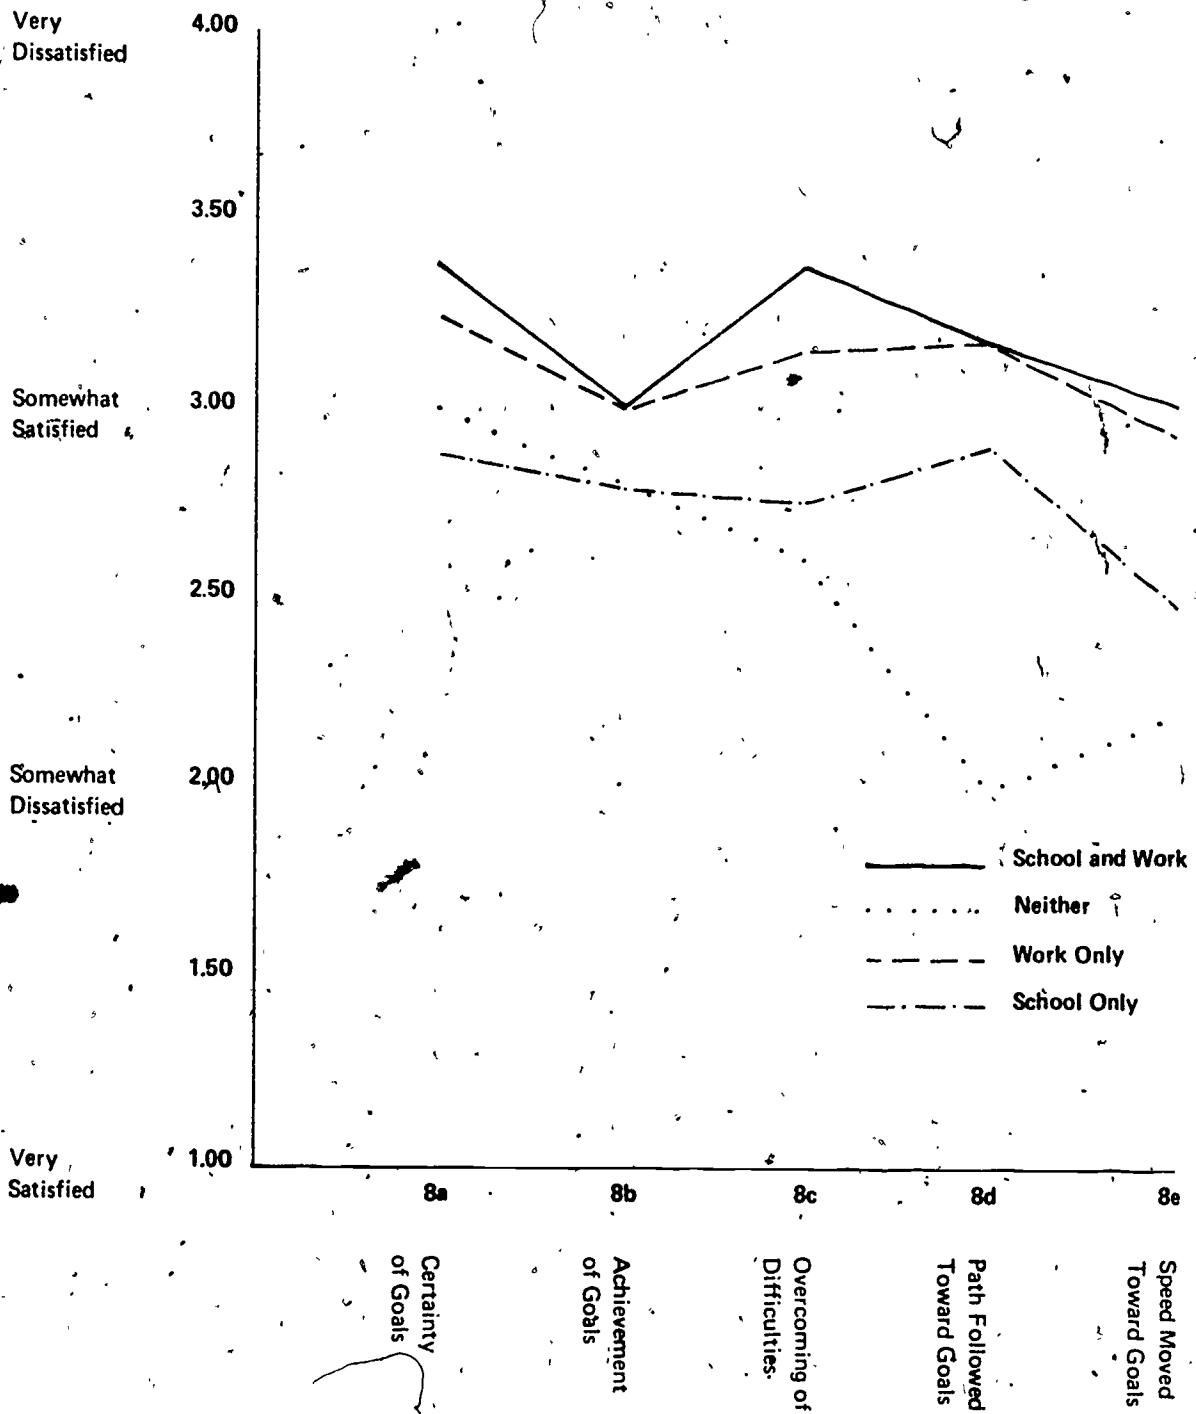 Very
Dissatisfied
4.00
3.50
Somewhat
Satisfied
3.00
2.50
Somewhat
Dissatisfied
2.00
School and Work
Neither
Work Only
School Only
1.50
Very
Satisfied
1.00
8a
8b
8c
8d
8e
Certainty
of Goals
Achievement
of Goals
Overcoming of
Difficulties
Path Followed
Toward Goals
Speed Moved
Toward Goals